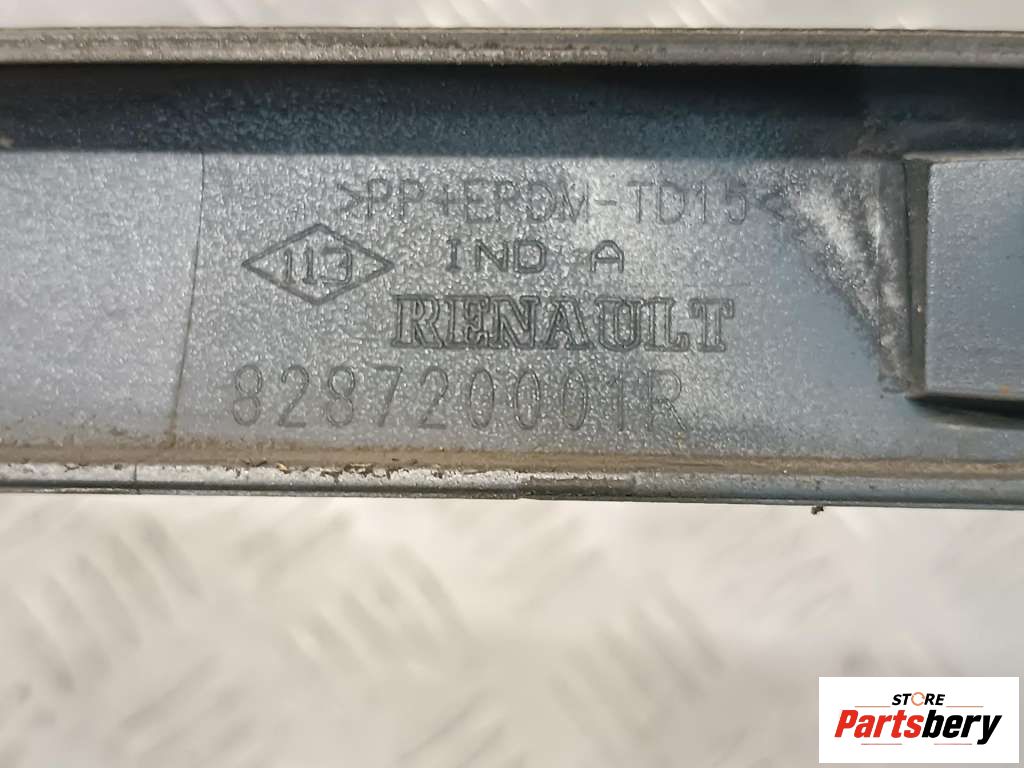 >PP+EPDM-TD15<
113
IND A
RENAULT
828720001R
STORE
Partsbery